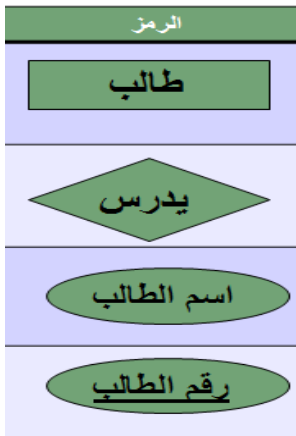 الرمز
طالب
يدرس
اسم الطالب
رقم الطالب